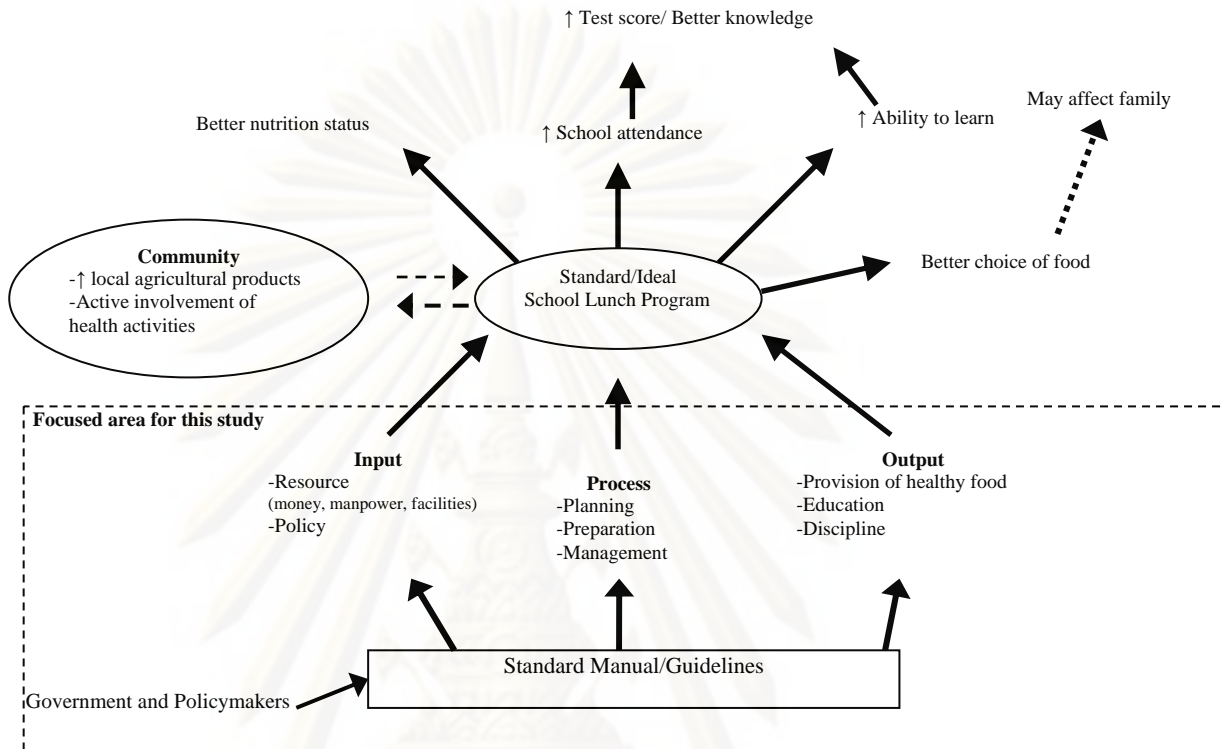 ↑ Test score/ Better knowledge
May affect family
Better nutrition status
↑ School attendance
↑ Ability to learn
Community
-↑ local agricultural products
-Active involvement of
health activities
Standard/Ideal
School Lunch Program
Better choice of food
Focused area for this study
Input
-Resource
(money, manpower, facilities)
-Policy
Process
-Planning
-Preparation
-Management
Output
-Provision of healthy food
-Education
-Discipline
Standard Manual/Guidelines
Government and Policymakers